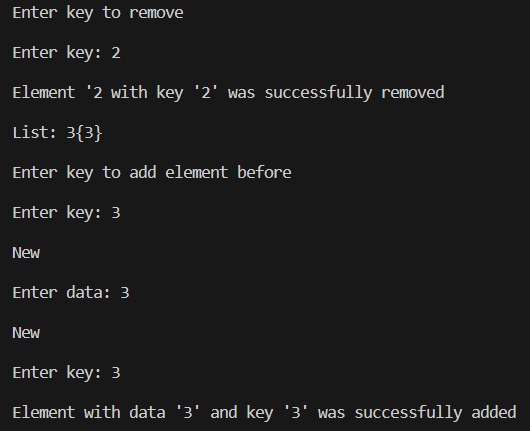 Enter key to remove
Enter key: 2
Element '2 with key '2' was successfully removed
List: 3{3}
Enter key to add element before
Enter key: 3
New
Enter data: 3
New
Enter key: 3
Element with data '3' and key '3' was successfully added